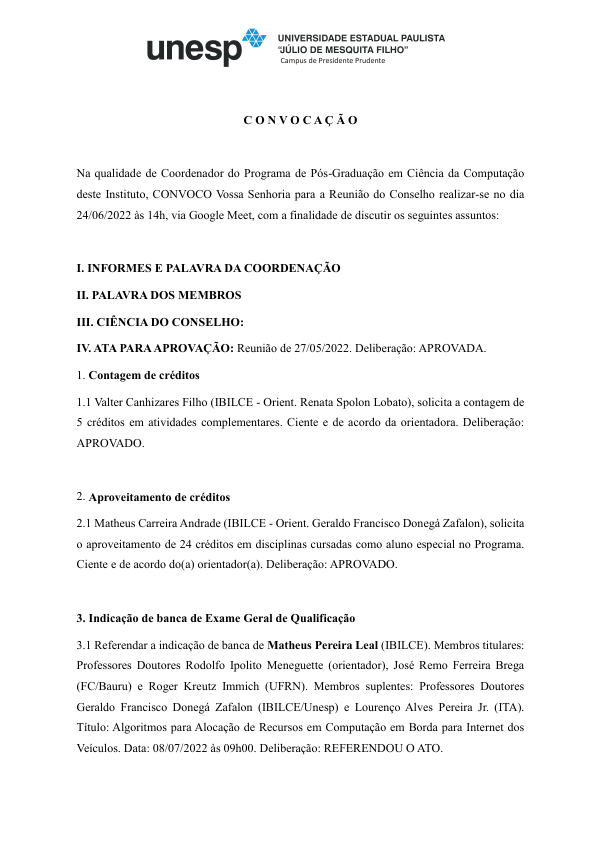 unesp
UNIVERSIDADE ESTADUAL PAULISTA
"JÚLIO DE MESQUITA FILHO"
Campus de Presidente Prudente
C O N V O C A Ç Ã O
Na qualidade de Coordenador do Programa de Pós-Graduação em Ciência da Computação
deste Instituto, CONVOCO Vossa Senhoria para a Reunião do Conselho realizar-se no dia
24/06/2022 às 14h, via Google Meet, com a finalidade de discutir os seguintes assuntos:
I. INFORMES E PALAVRA DA COORDENAÇÃO
II. PALAVRA DOS MEMBROS
III. CIÊNCIA DO CONSELHO:
IV. ATA PARA APROVAÇÃO: Reunião de 27/05/2022. Deliberação: APROVADA.
1. Contagem de créditos
1.1 Valter Canhizares Filho (IBILCE - Orient. Renata Spolon Lobato), solicita a contagem de
5 créditos em atividades complementares. Ciente e de acordo da orientadora. Deliberação:
APROVADO.
2. Aproveitamento de créditos
2.1 Matheus Carreira Andrade (IBILCE - Orient. Geraldo Francisco Donegá Zafalon), solicita
o aproveitamento de 24 créditos em disciplinas cursadas como aluno especial no Programa.
Ciente e de acordo do(a) orientador(a). Deliberação: APROVADO.
3. Indicação de banca de Exame Geral de Qualificação
3.1 Referendar a indicação de banca de Matheus Pereira Leal (IBILCE). Membros titulares:
Professores Doutores Rodolfo Ipolito Meneguette (orientador), José Remo Ferreira Brega
(FC/Bauru) e Roger Kreutz Immich (UFRN). Membros suplentes: Professores Doutores
Geraldo Francisco Donegá Zafalon (IBILCE/Unesp) e Lourenço Alves Pereira Jr. (ITA).
Título: Algoritmos para Alocação de Recursos em Computação em Borda para Internet dos
Veículos. Data: 08/07/2022 às 09h00. Deliberação: REFERENDOU O ATO.